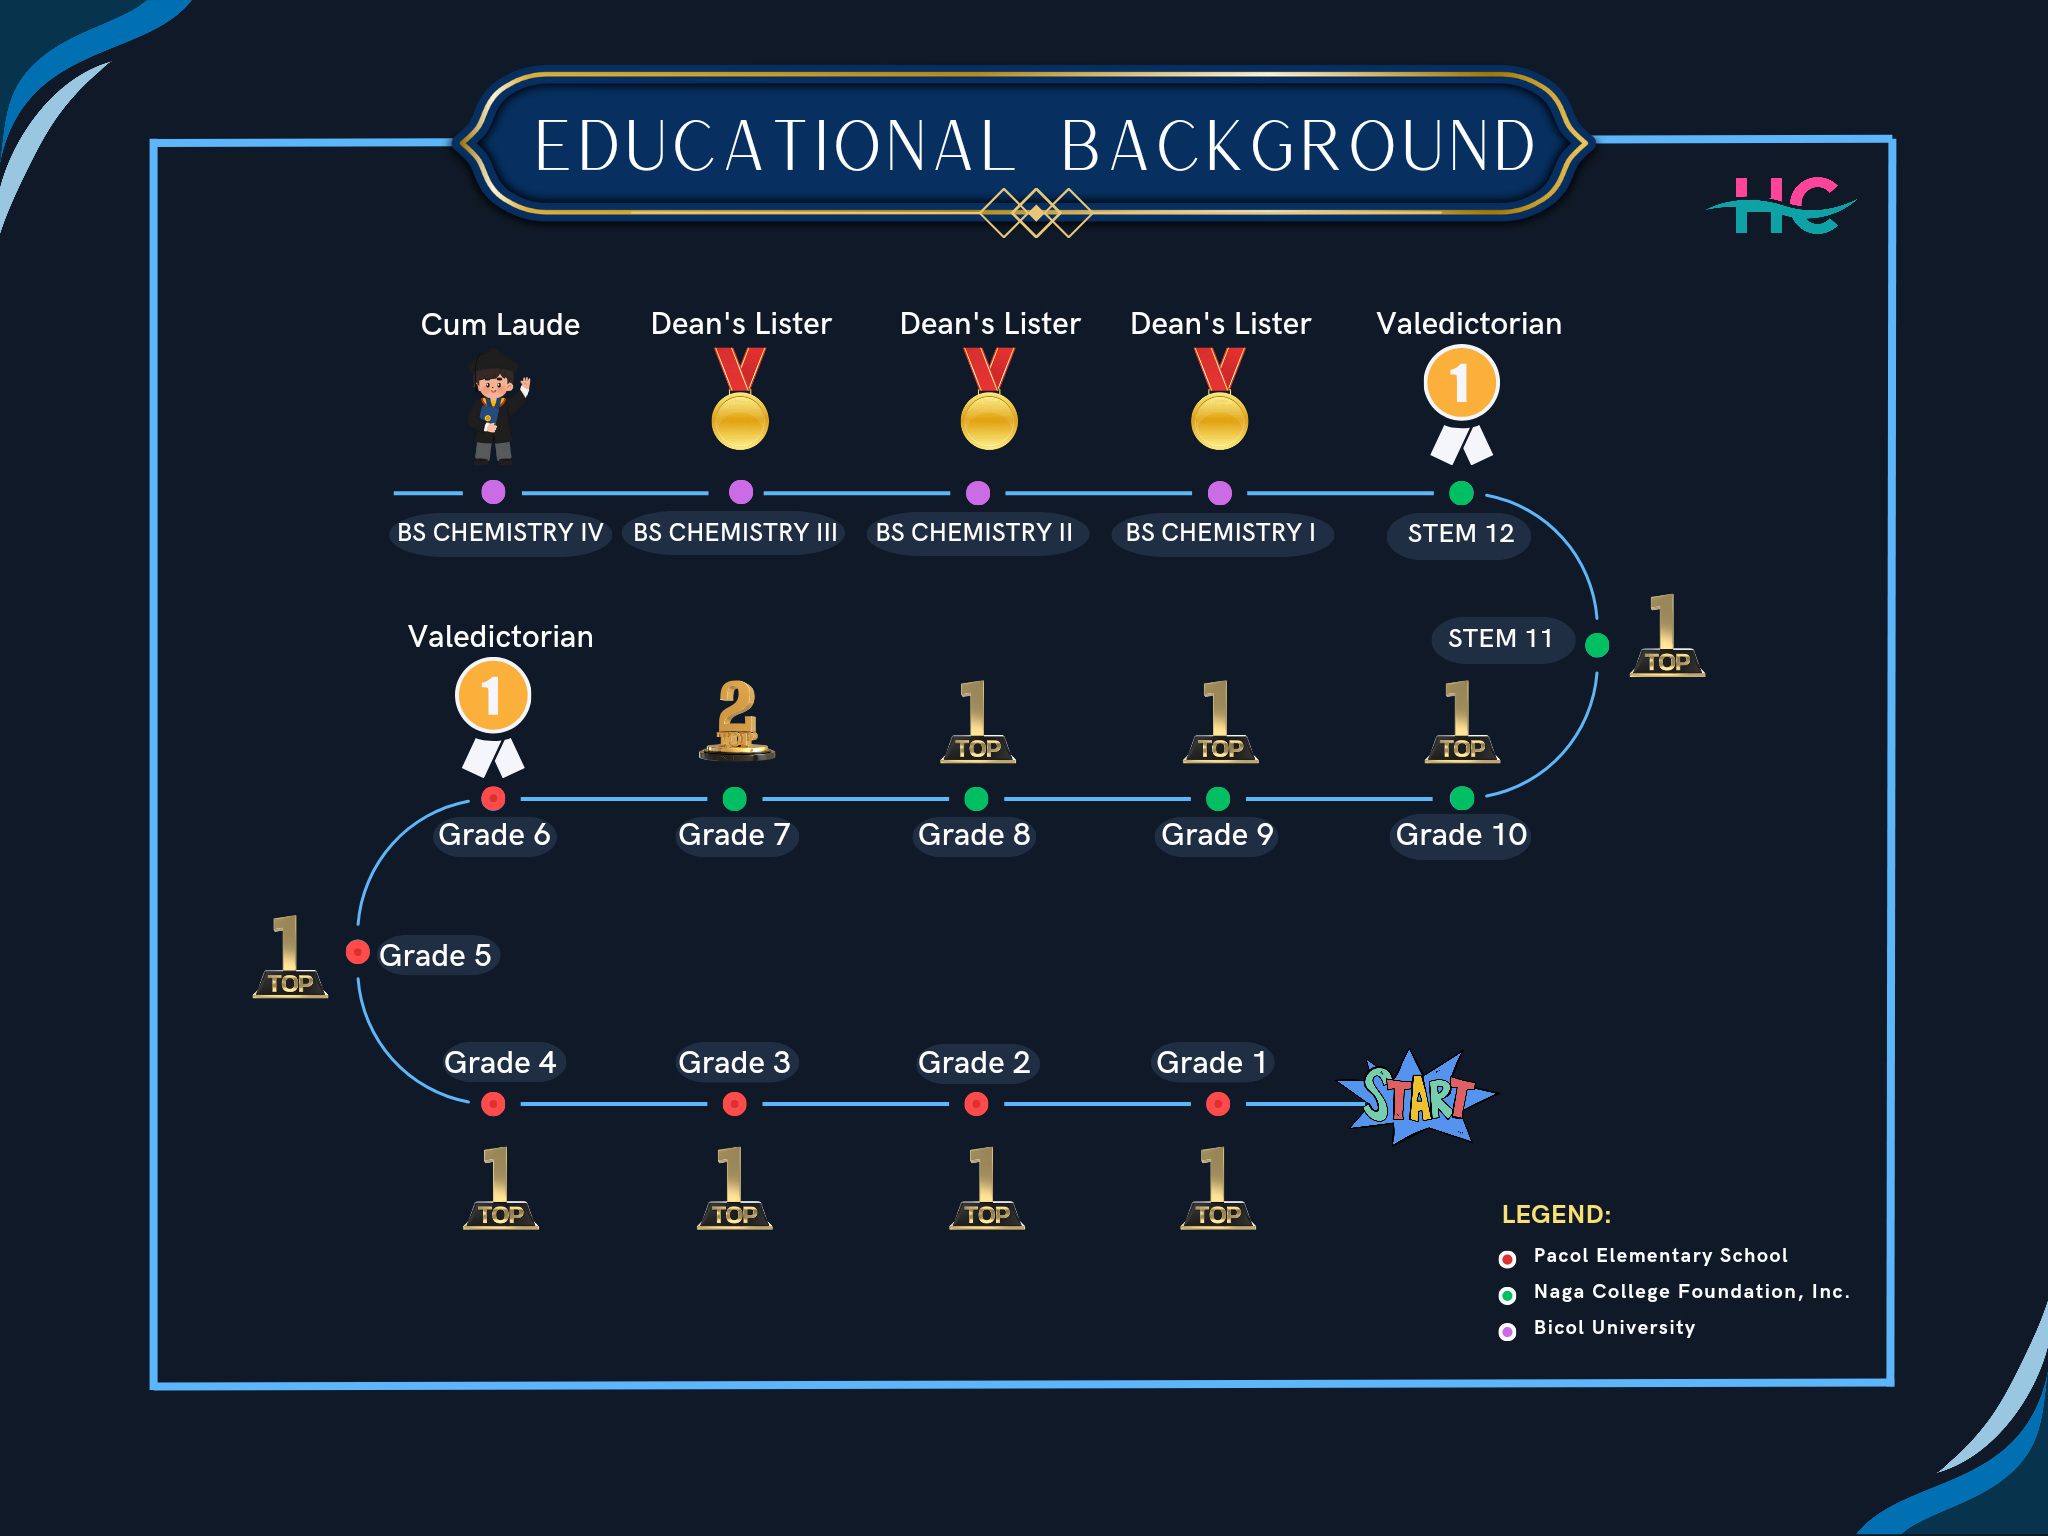 EDUCATIONAL BACKGROUND
HC
Cum Laude
Dean's Lister
Dean's Lister
Dean's Lister
Valedictorian
1
BS CHEMISTRY IV
BS CHEMISTRY III
BS CHEMISTRY II
BS CHEMISTRY I
STEM 12
STEM 11
1
TOP
Valedictorian
1
2
TOP
1
TOP
1
TOP
1
TOP
Grade 6
Grade 7
Grade 8
Grade 9
Grade 10
1
TOP
Grade 5
Grade 4
Grade 3
Grade 2
Grade 1
START
1
TOP
1
TOP
1
TOP
1
TOP
LEGEND:
Pacol Elementary School
Naga College Foundation, Inc.
Bicol University